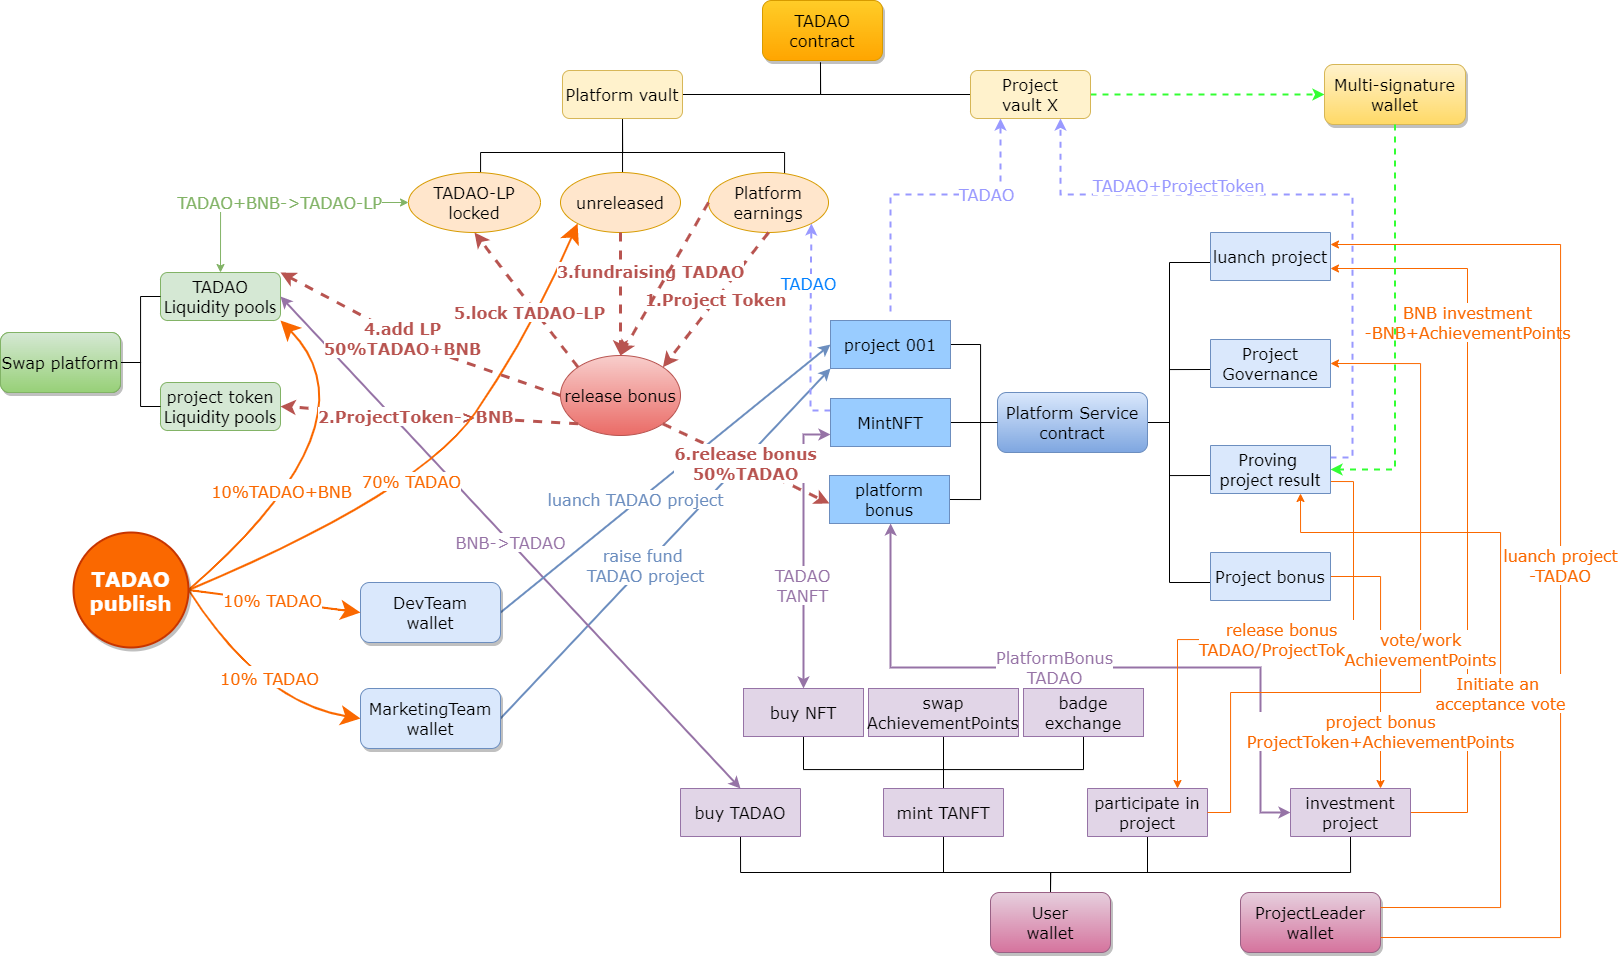 TADAO
contract
Platform vault
Project
vault X
Multi-signature
wallet
TADAO+BNB->TADAO-LP
TADAO-LP
locked
unreleased
Platform
earnings
TADAO
TADAO+ProjectToken
luanch project
3.fundraising TADAO
1.Project Token
TADAO
TADAO
Liquidity pools
5.lock TADAO-LP
4.add LP
50%TADAO+BNB
BNB investment
-BNB+AchievementPoints
Swap platform
project 001
Project
Governance
project token
Liquidity pools
2.ProjectToken->BNB
release bonus
MintNFT
Platform Service
contract
6.release bonus
50%TADAO
Proving
project result
10%TADAO+BNB
70% TADAO
luanch TADAO project
platform
bonus
BNB->TADAO
raise fund
TADAO project
TADAO
TANFT
Project bonus
luanch project
-TADAO
TADAO
publish
10% TADAO
DevTeam
wallet
release bonus
TADAO/ProjectTok
vote/work
AchievementPoints
PlatformBonus
TADAO
10% TADAO
MarketingTeam
wallet
Initiate an
acceptance vote
buy NFT
swap
AchievementPoints
badge
exchange
project bonus
ProjectToken+AchievementPoints
buy TADAO
mint TANFT
participate in
project
investment
project
User
wallet
ProjectLeader
wallet